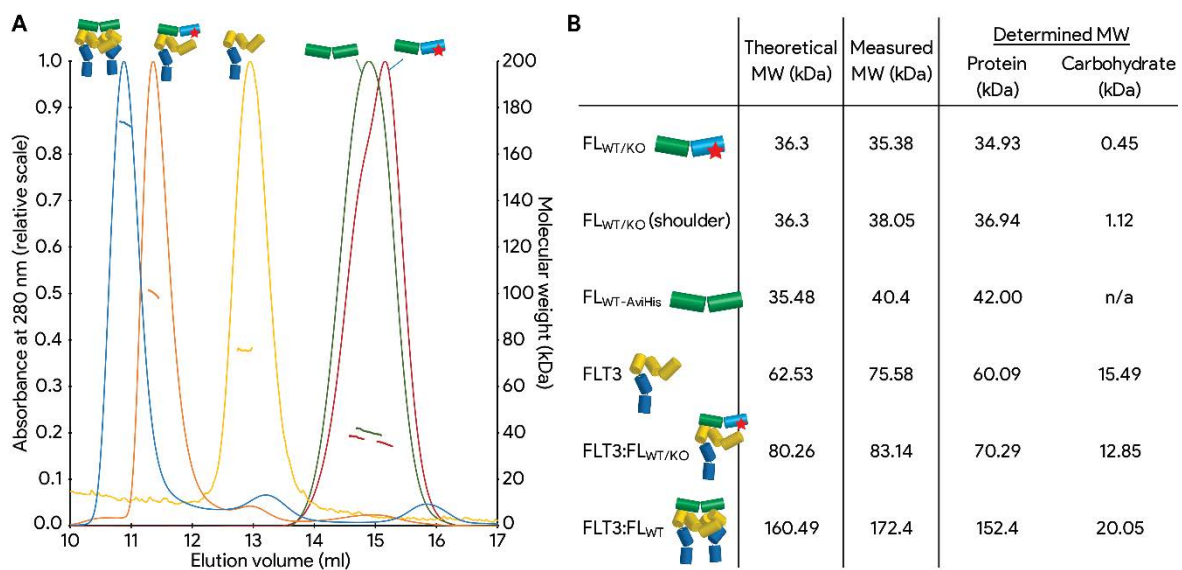 A
1.0
0.9
0.8
0.7
0.6
0.5
0.4
0.3
0.2
0.1
0.0
Absorbance at 280 nm (relative scale)
200
180
160
140
120
100
80
60
40
20
0
Molecular weight (kDa)
10 11 12 13 14 15 16 17
Elution volume (ml)
B
Theoretical MW (kDa) Measured MW (kDa) Determined MW
Protein (kDa) Carbohydrate (kDa)
FLWT/KO 36.3 35.38 34.93 0.45
FLWT/KO (shoulder) 36.3 38.05 36.94 1.12
FLWT-AviHis 35.48 40.4 42.00 n/a
FLT3 62.53 75.58 60.09 15.49
FLT3:FLWT/KO 80.26 83.14 70.29 12.85
FLT3:FLWT 160.49 172.4 152.4 20.05